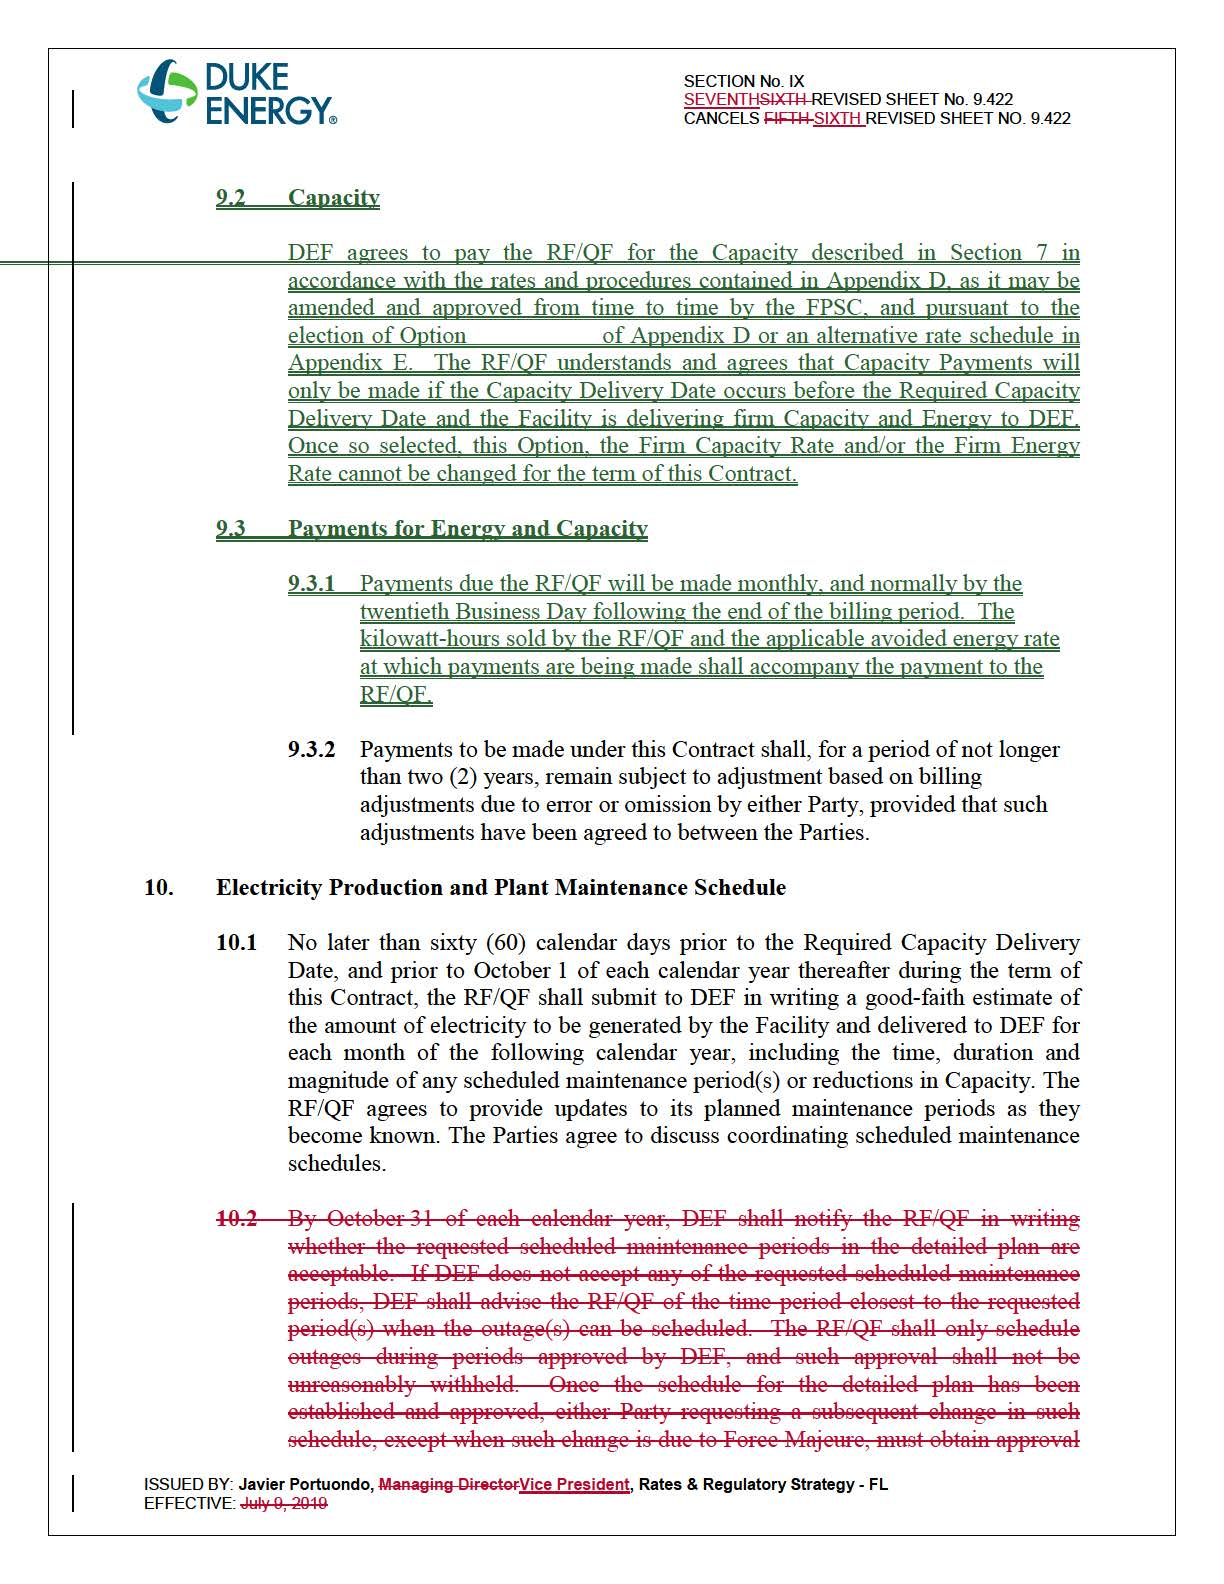 DUKE
ENERGY®
SECTION No. IX
SEVENTHSIXTH REVISED SHEET No. 9.422
CANCELS FIFTH SIXTH REVISED SHEET NO. 9.422
9.2 Capacity
DEF agrees to pay the RF/QF for the Capacity described in Section 7 in
accordance with the rates and procedures contained in Appendix D, as it may be
amended and approved from time to time by the FPSC, and pursuant to the
election of Option ____________ of Appendix D or an alternative rate schedule in
Appendix E. The RF/QF understands and agrees that Capacity Payments will
only be made if the Capacity Delivery Date occurs before the Required Capacity
Delivery Date and the Facility is delivering firm Capacity and Energy to DEF.
Once so selected, this Option, the Firm Capacity Rate and/or the Firm Energy
Rate cannot be changed for the term of this Contract.
9.3 Payments for Energy and Capacity
9.3.1 Payments due the RF/QF will be made monthly, and normally by the
twentieth Business Day following the end of the billing period. The
kilowatt-hours sold by the RF/QF and the applicable avoided energy rate
at which payments are being made shall accompany the payment to the
RF/QF.
9.3.2 Payments to be made under this Contract shall, for a period of not longer
than two (2) years, remain subject to adjustment based on billing
adjustments due to error or omission by either Party, provided that such
adjustments have been agreed to between the Parties.
10. Electricity Production and Plant Maintenance Schedule
10.1 No later than sixty (60) calendar days prior to the Required Capacity Delivery
Date, and prior to October 1 of each calendar year thereafter during the term of
this Contract, the RF/QF shall submit to DEF in writing a good-faith estimate of
the amount of electricity to be generated by the Facility and delivered to DEF for
each month of the following calendar year, including the time, duration and
magnitude of any scheduled maintenance period(s) or reductions in Capacity. The
RF/QF agrees to provide updates to its planned maintenance periods as they
become known. The Parties agree to discuss coordinating scheduled maintenance
schedules.
10.2 By October 31 of each calendar year, DEF shall notify the RF/QF in writing
whether the requested scheduled maintenance periods in the detailed plan are
acceptable. If DEF does not accept any of the requested scheduled maintenance
periods, DEF shall advise the RF/QF of the time period closest to the requested
period(s) when the outage(s) can be scheduled. The RF/QF shall only schedule
outages during periods approved by DEF, and such approval shall not be
unreasonably withheld. Once the schedule for the detailed plan has been
established and approved, either Party requesting a subsequent change in such
schedule, except when such change is due to Force Majeure, must obtain approval
ISSUED BY: Javier Portuondo, Managing DirectorVice President, Rates & Regulatory Strategy - FL
EFFECTIVE: July 9, 2019